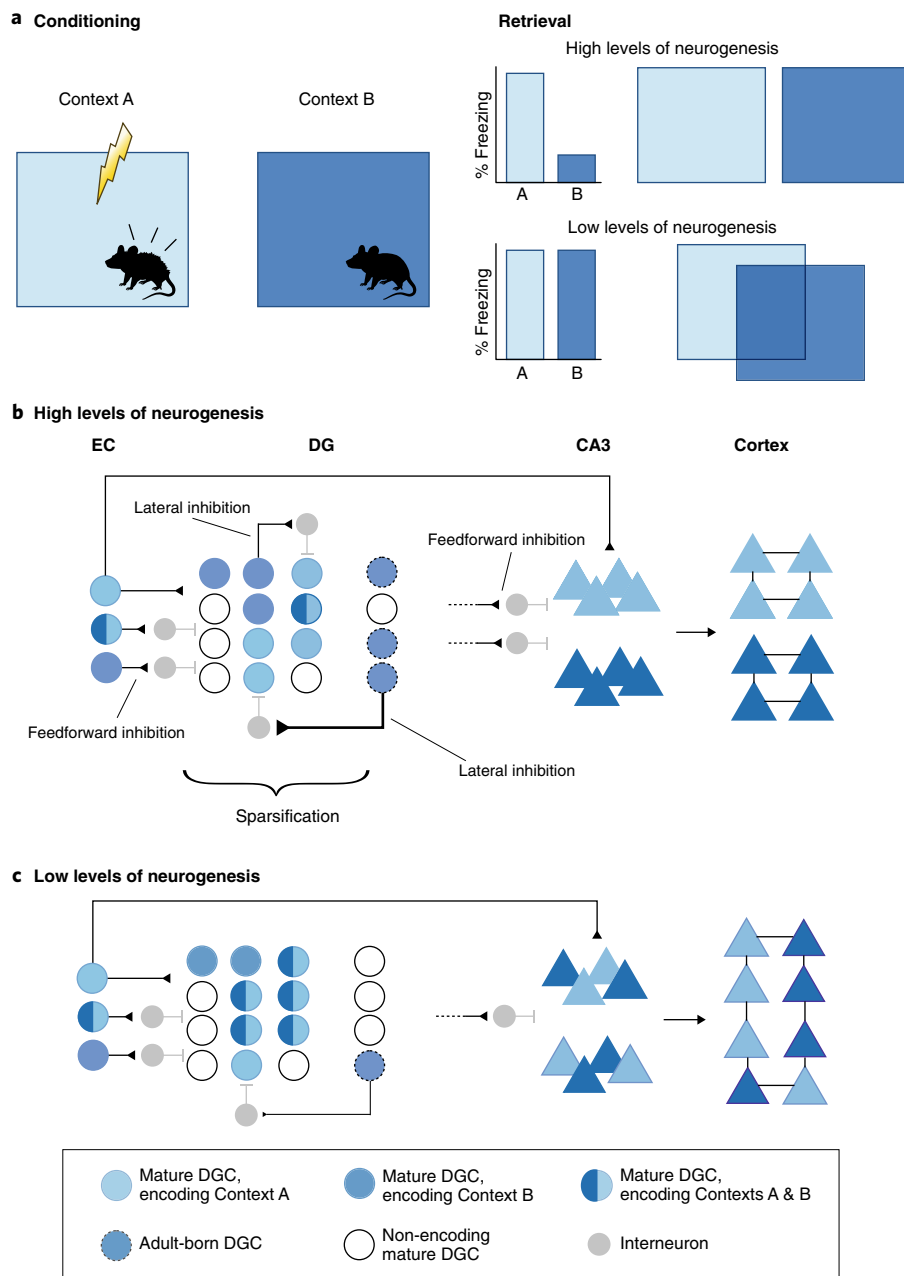 a Conditioning
Retrieval
Context A
Context B
High levels of neurogenesis
% Freezing
A
B
Low levels of neurogenesis
% Freezing
A
B
b High levels of neurogenesis
EC
DG
CA3
Cortex
Lateral inhibition
Feedforward inhibition
Feedforward inhibition
Lateral inhibition
Sparsification
c Low levels of neurogenesis
Mature DGC,
encoding Context A
Mature DGC,
encoding Context B
Mature DGC,
encoding Contexts A & B
Adult-born DGC
Non-encoding
mature DGC
Interneuron